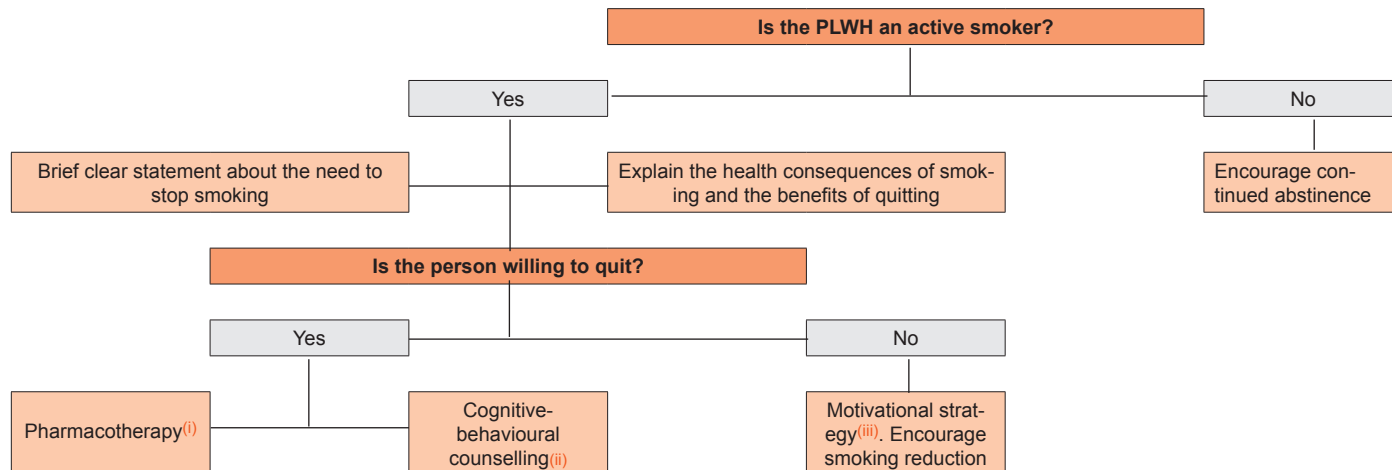 Is the PLWH an active smoker?
Yes
No
Brief clear statement about the need to
stop smoking
Explain the health consequences of smok-
ing and the benefits of quitting
Encourage con-
tinued abstinence
Is the person willing to quit?
Yes
No
Pharmacotherapy(i)
Cognitive-
behavioural
counselling(ii)
Motivational strat-
egy(iii). Encourage
smoking reduction